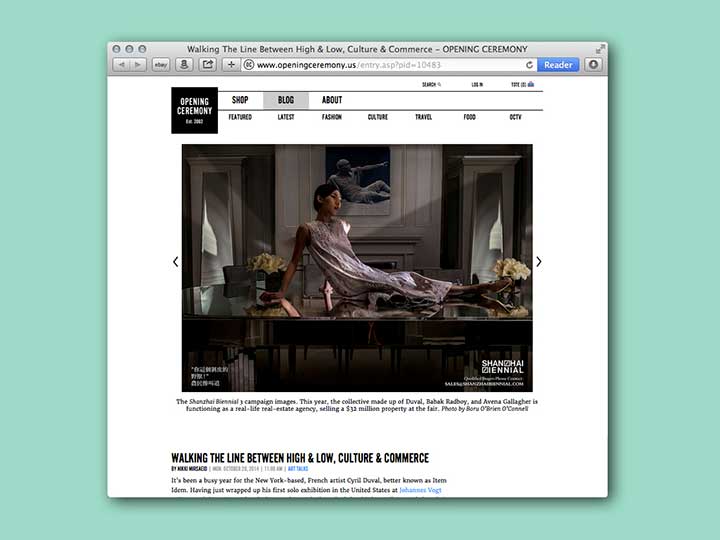 Walking The Line Between High & Low, Culture & Commerce – OPENING CEREMONY
ebay
www.openingceremony.us/entry.asp?pid=10483
Reader
SEARCH
LOG IN
TOTE (0)
OPENING
CEREMONY
Est. 2002
SHOP
BLOG
ABOUT
FEATURED
LATEST
FASHION
CULTURE
TRAVEL
FOOD
OCTV
野獸!"
SHANZHAI
BIENNIAL
Qualified Buyers Please Contact:
SALES@SHANZHAIBIENNIAL.COM
The Shanzhai Biennial 3 campaign images. This year, the collective made up of Duval, Babak Radboy, and Avena Gallagher is
functioning as a real-life real-estate agency, selling a $32 million property at the fair. Photo by Boru O'Brien O'Connell
WALKING THE LINE BETWEEN HIGH & LOW, CULTURE & COMMERCE
BY NIKKI MIRSAEID | MON. OCTOBER 20, 2014 | 11:00 AM | ART TALKS
It's been a busy year for the New York-based, French artist Cyril Duval, better known as Item
Idem. Having just wrapped up his first solo exhibition in the United States at Johannes Vogt